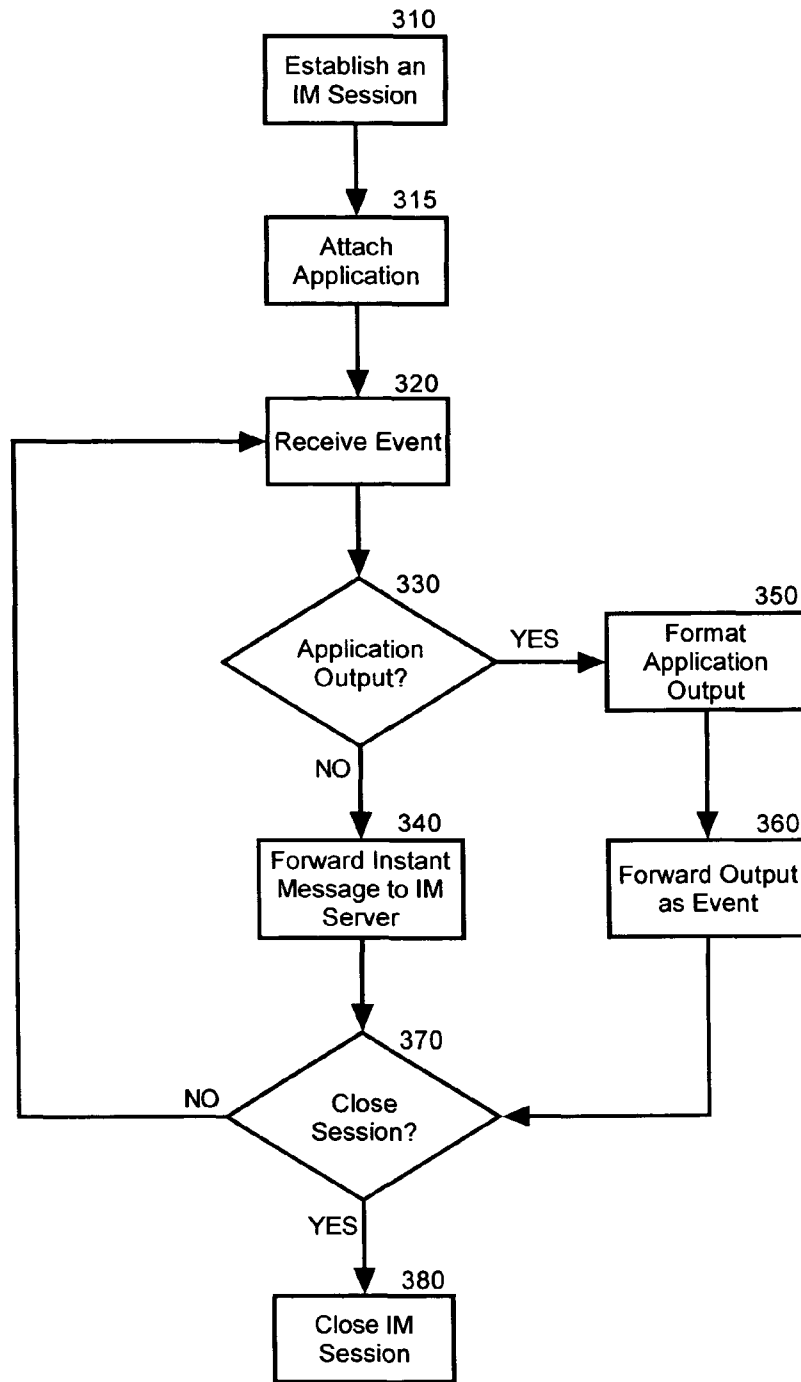 310
Establish an
IM Session
315
Attach
Application
320
Receive Event
330
Application
Output?
YES
NO
350
Format
Application
Output
340
Forward Instant
Message to IM
Server
360
Forward Output
as Event
370
Close
Session?
NO
YES
380
Close IM
Session